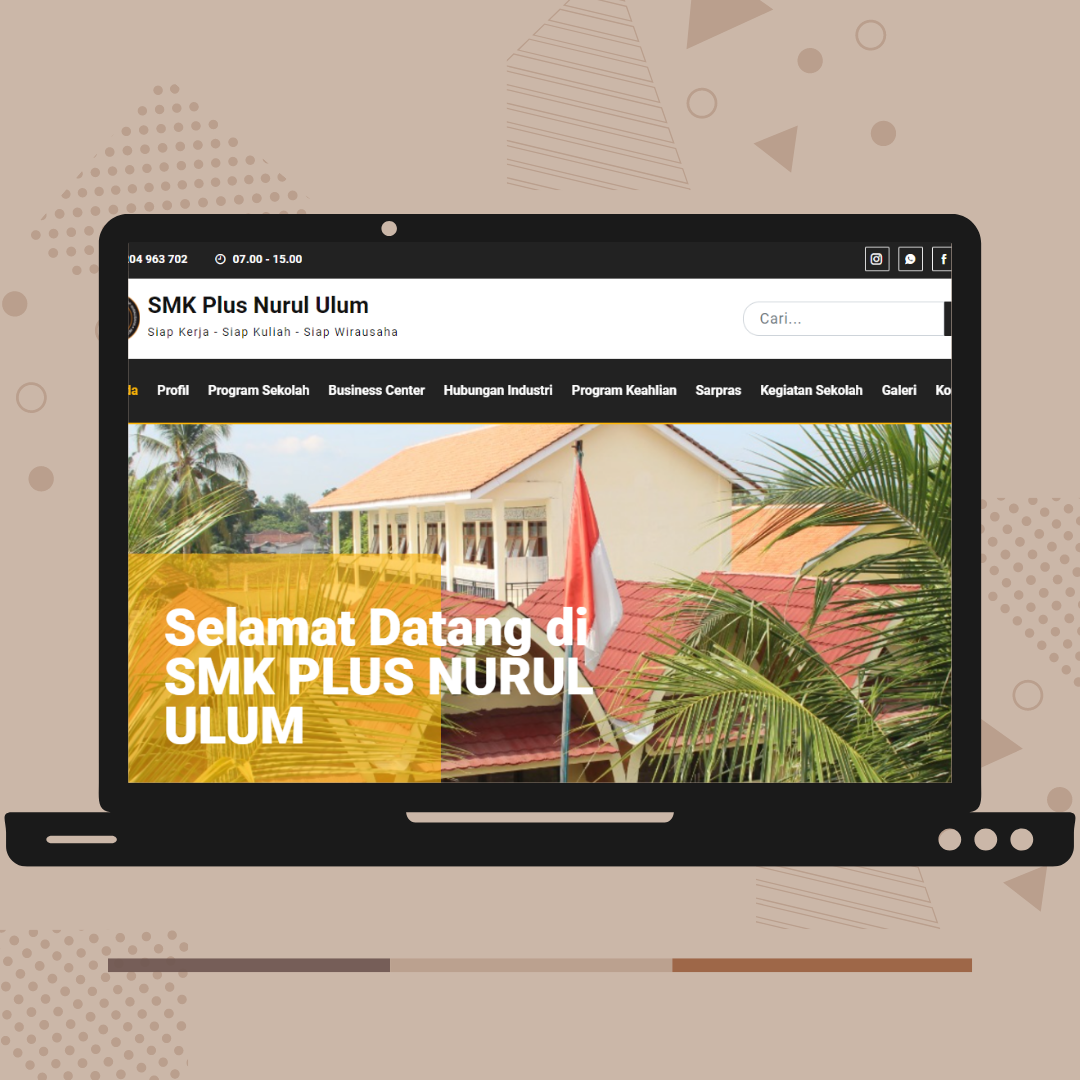 04 963 702
07.00 - 15.00
SMK Plus Nurul Ulum
Siap Kerja - Siap Kuliah - Siap Wirausaha
Cari...
Profil
Program Sekolah
Business Center
Hubungan Industri
Program Keahlian
Sarpras
Kegiatan Sekolah
Galeri
Selamat Datang di
SMK PLUS NURUL
ULUM